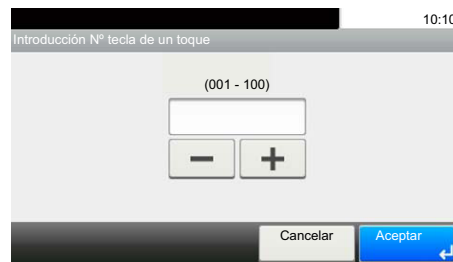 10:10
Introducción Nº tecla de un toque
(001 - 100)
Cancelar
Aceptar